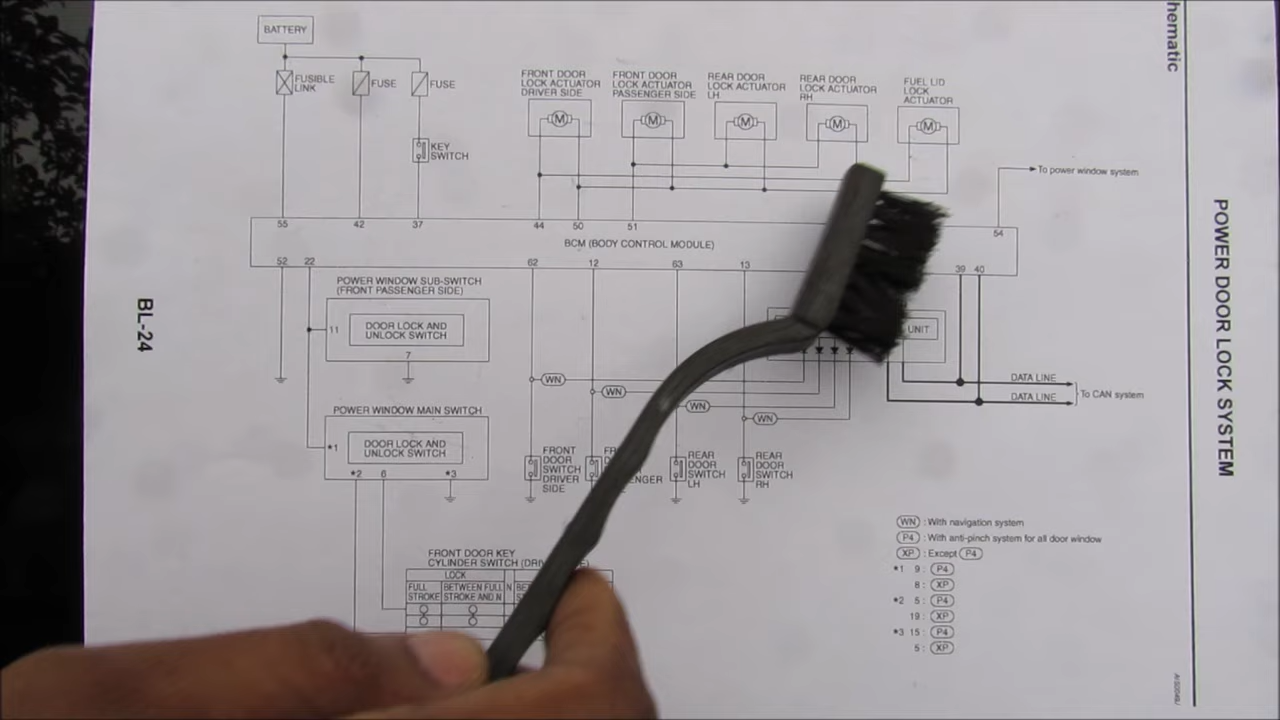 hematic
BATTERY
FUSIBLE
LINK
FUSE
FUSE
KEY
SWITCH
FRONT DOOR
LOCK ACTUATOR
DRIVER SIDE
FRONT DOOR
LOCK ACTUATOR
PASSENGER SIDE
REAR DOOR
LOCK ACTUATOR
LH
REAR DOOR
LOCK ACTUATOR
RH
FUEL LID
LOCK
ACTUATOR
M M M M M
To power window system
55 42 37 44 50 51 54
BCM (BODY CONTROL MODULE)
52 22 62 12 63 13 39 40
POWER WINDOW SUB-SWITCH
(FRONT PASSENGER SIDE)
11
DOOR LOCK AND
UNLOCK SWITCH
7
UNIT
DATA LINE
DATA LINE
To CAN system
WN
WN
WN
WN
POWER WINDOW MAIN SWITCH
*1
DOOR LOCK AND
UNLOCK SWITCH
*2 6 *3
FRONT
DOOR
SWITCH
DRIVER
SIDE
REAR
DOOR
SWITCH
LH
REAR
DOOR
SWITCH
RH
FRONT DOOR KEY
CYLINDER SWITCH
LOCK
FULL
STROKE
BETWEEN FULL
STROKE AND N
N
WN : With navigation system
P4 : With anti-pinch system for all door window
XP : Except P4
*1 9 : P4
8 : XP
*2 5 : P4
19 : XP
*3 15 : P4
5 : XP
BL-24
POWER DOOR LOCK SYSTEM